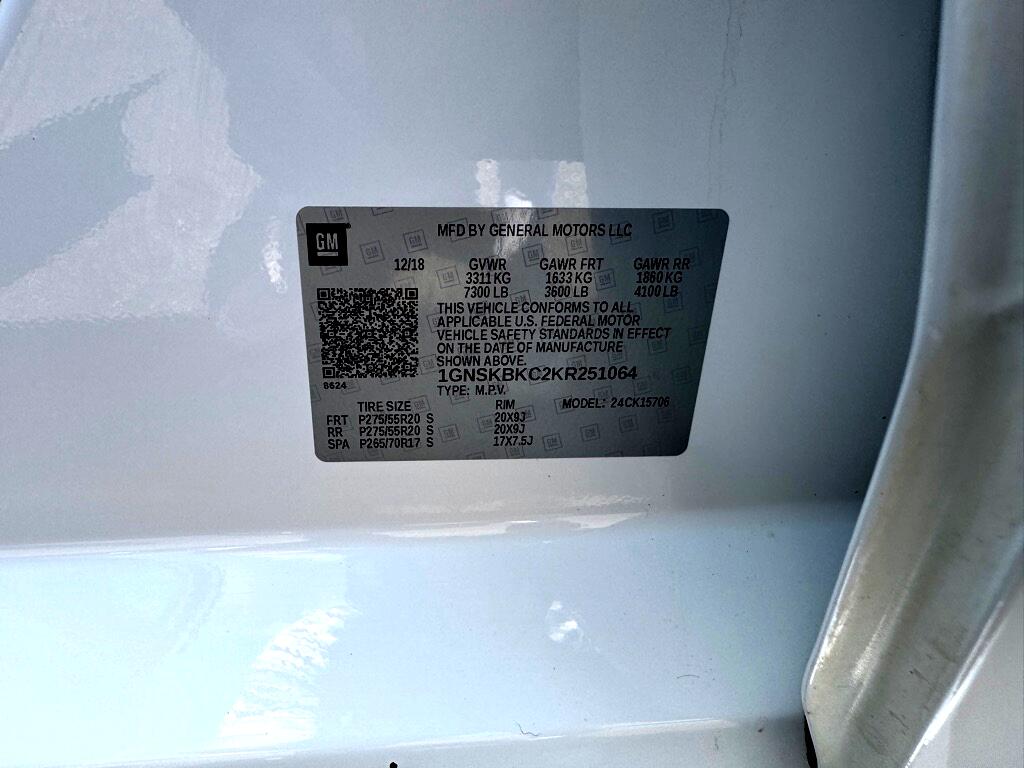 GM
MFD BY GENERAL MOTORS LLC
12/18 GVWR GAWR FRT GAWR RR
3311 KG 1633 KG 1860 KG
7300 LB 3600 LB 4100 LB
THIS VEHICLE CONFORMS TO ALL
APPLICABLE U.S. FEDERAL MOTOR
VEHICLE SAFETY STANDARDS IN EFFECT
ON THE DATE OF MANUFACTURE
SHOWN ABOVE.
8624
1GNSKBKC2KR251064
TYPE: M.P.V.
TIRE SIZE RIM MODEL: 24CK15706
FRT P275/55R20 S 20X9J
RR P275/55R20 S 20X9J
SPA P265/70R17 S 17X7.5J